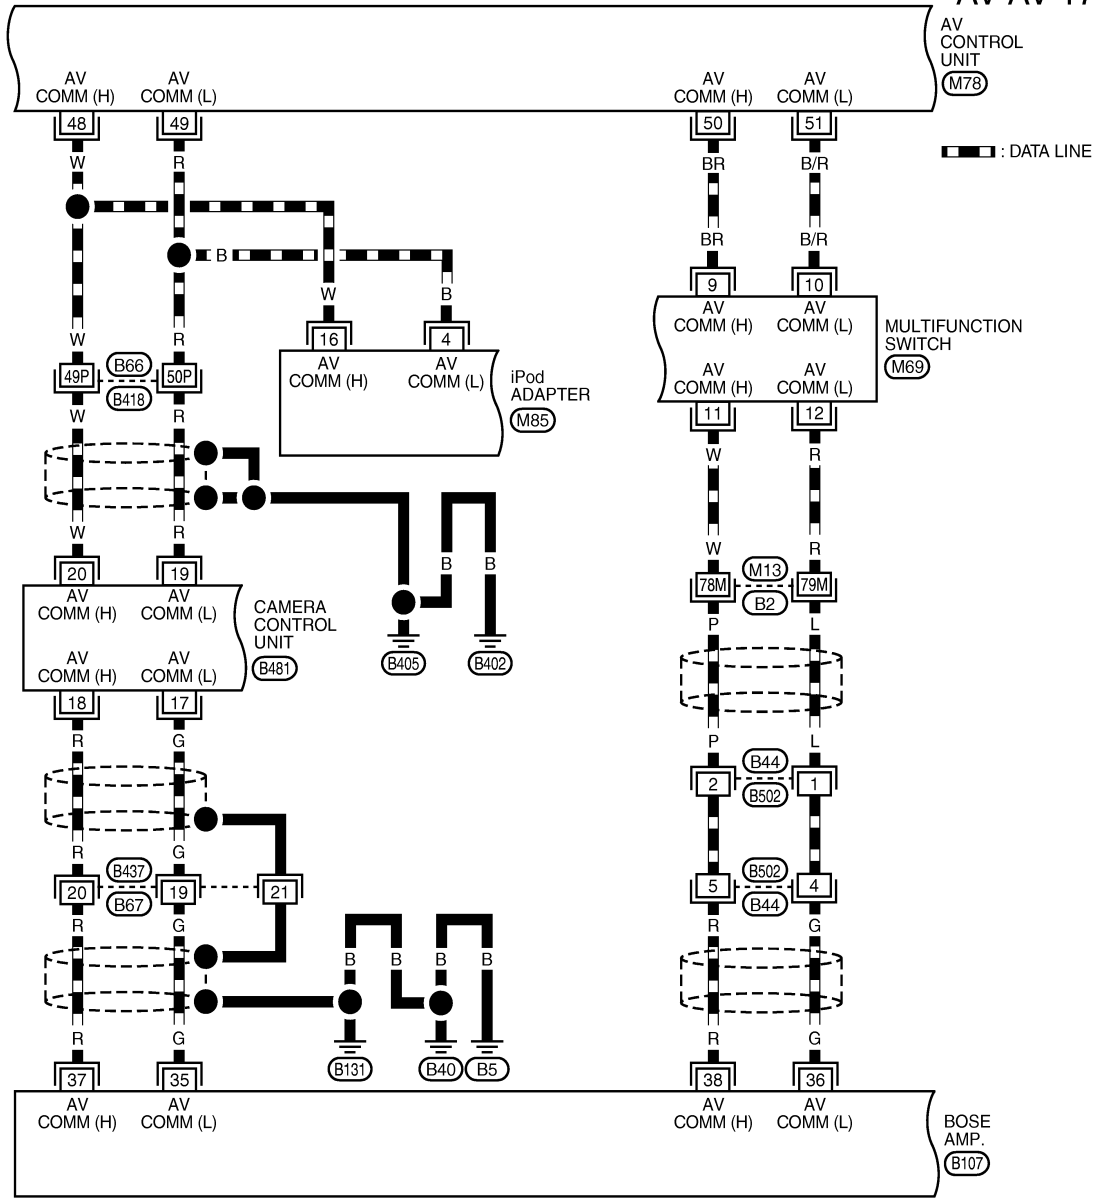 AV
CONTROL
UNIT
M78
AV
COMM (H)
AV
COMM (L)
AV
COMM (H)
AV
COMM (L)
48
49
50
51
: DATA LINE
W
R
BR
B/R
BR
B/R
B
W
B
9
10
AV
COMM (H)
AV
COMM (L)
MULTIFUNCTION
SWITCH
M69
AV
COMM (H)
AV
COMM (L)
11
12
W
R
16
4
AV
COMM (H)
AV
COMM (L)
iPod
ADAPTER
M85
49P
B66
B418
50P
W
R
W
R
W
R
20
19
AV
COMM (H)
AV
COMM (L)
CAMERA
CONTROL
UNIT
B481
AV
COMM (H)
AV
COMM (L)
18
17
B
B
B405
B402
W
R
78M
M13
B2
79M
P
L
P
L
2
B44
B502
1
5
B502
B44
4
R
G
R
G
R
G
R
G
20
B437
B67
19
21
R
G
B
B
B
B
R
G
B131
B40
B5
37
35
38
36
AV
COMM (H)
AV
COMM (L)
AV
COMM (H)
AV
COMM (L)
BOSE
AMP.
B107